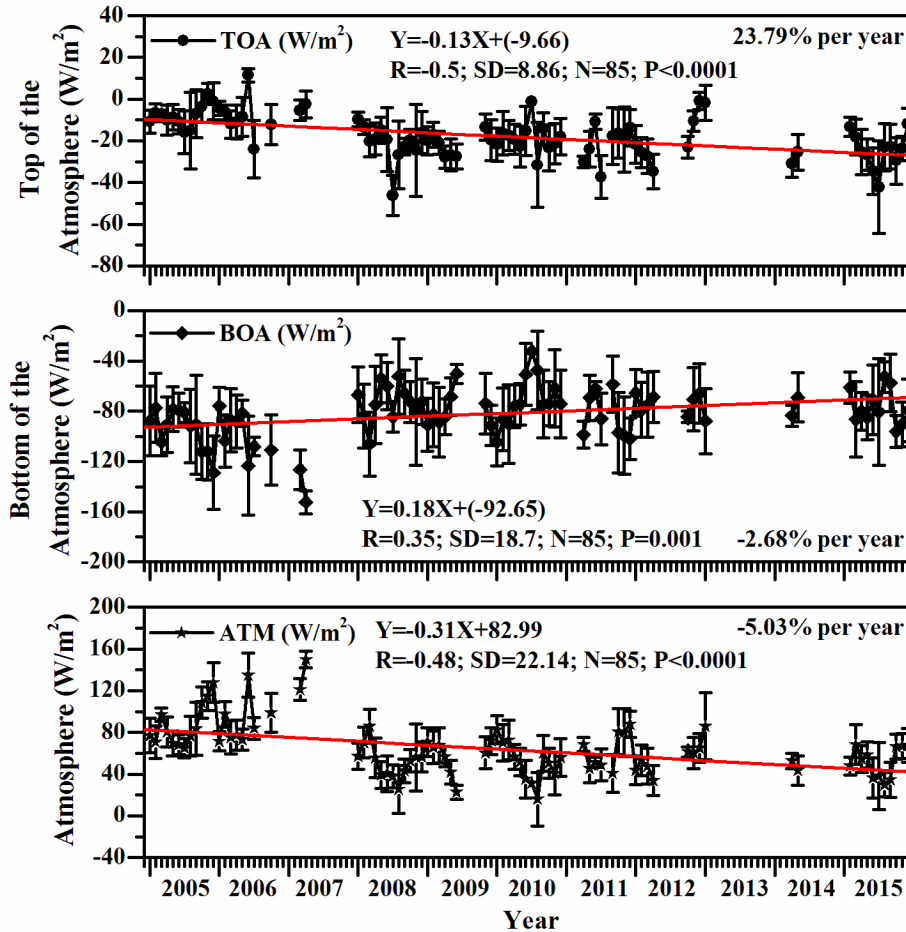 40
20
0
-20
-40
-60
-80
Top of the
Atmosphere (W/m²)
TOA (W/m²)
Y=-0.13X+(-9.66)
R=-0.5; SD=8.86; N=85; P<0.0001
23.79% per year
0
-40
-80
-120
-160
-200
Bottom of the
Atmosphere (W/m²)
BOA (W/m²)
Y=0.18X+(-92.65)
R=0.35; SD=18.7; N=85; P=0.001
-2.68% per year
200
160
120
80
40
0
-40
Atmosphere (W/m²)
ATM (W/m²)
Y=-0.31X+82.99
R=-0.48; SD=22.14; N=85; P<0.0001
-5.03% per year
2005 2006 2007 2008 2009 2010 2011 2012 2013 2014 2015
Year